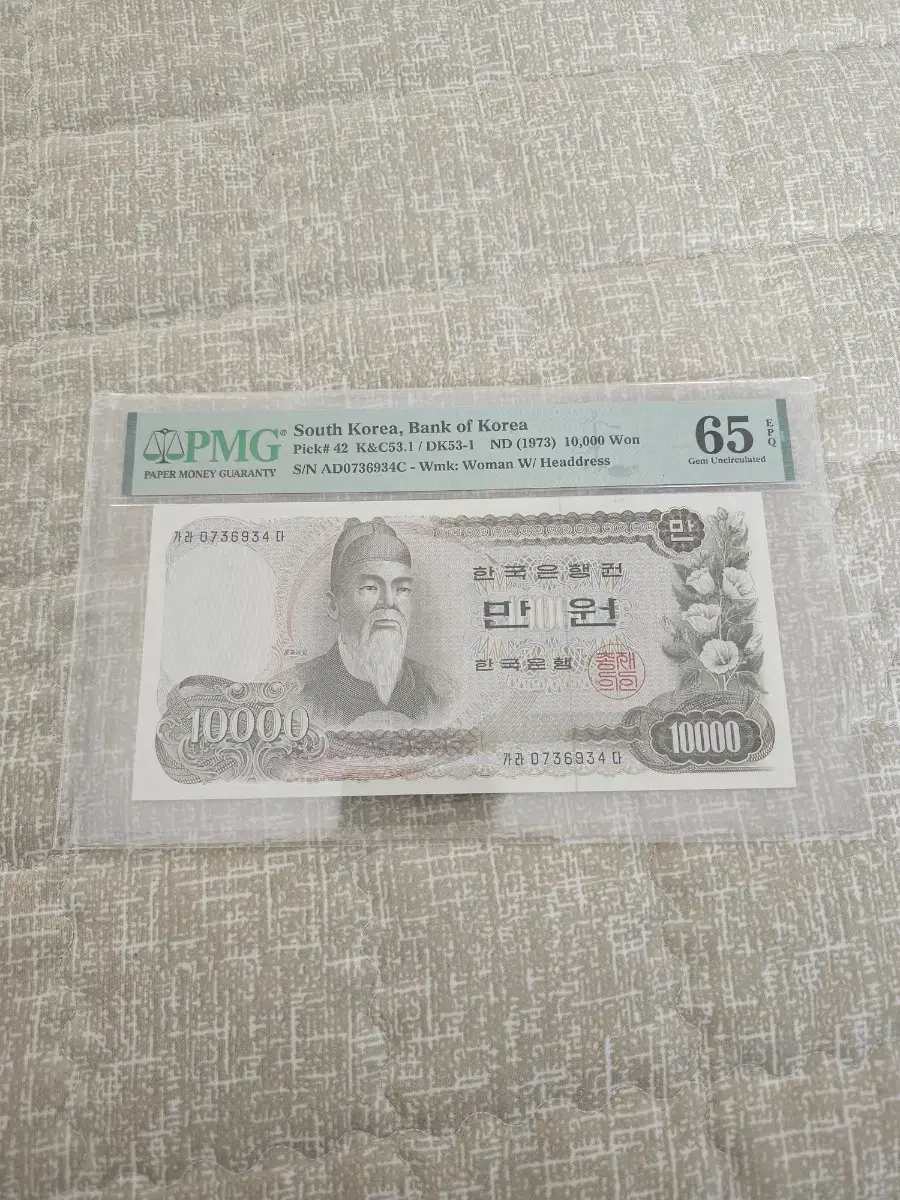 PMG®
PAPER MONEY GUARANTY
South Korea, Bank of Korea
Pick# 42 K&C53.1 / DK53-1 ND (1973) 10,000 Won
S/N AD0736934C - Wmk: Woman W/ Headdress
65 EPQ
Gem Uncirculated
가라 0736934 다
만
한국은행권
만 원
한국은행
10000
10000
가라 0736934 다